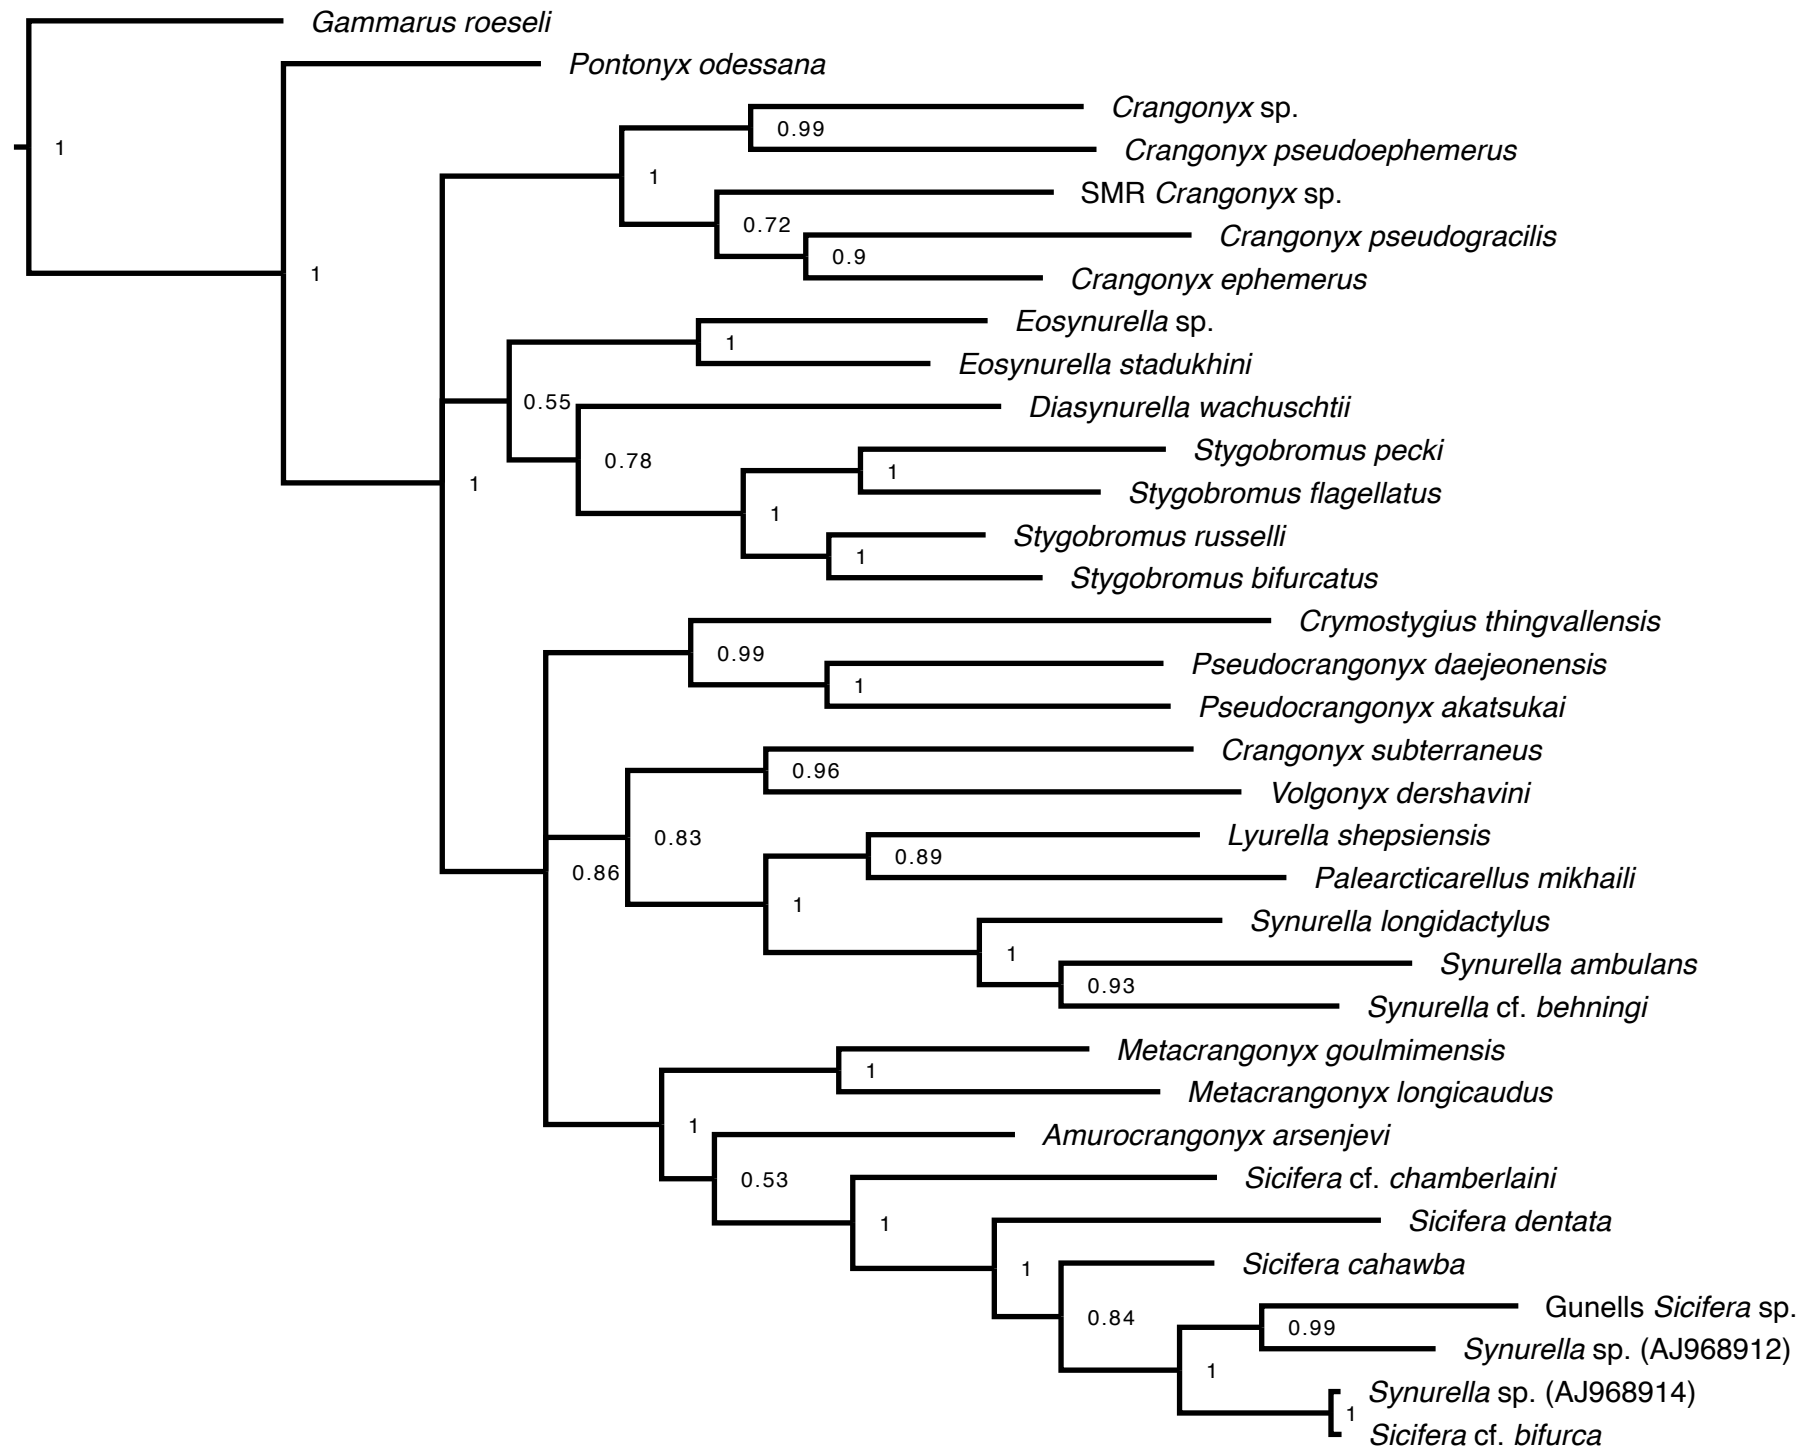 Gammarus roeseli
Pontonyx odessana
Crangonyx sp.
0.99
1
Crangonyx pseudoephemerus
1
SMR Crangonyx sp.
0.72
Crangonyx pseudogracilis
0.9
1
Crangonyx ephemerus
Eosynurella sp.
1
Eosynurella stadukhini
0.55
Diasynurella wachuschtii
Stygobromus pecki
0.78
1
1
Stygobromus flagellatus
1
Stygobromus russelli
1
Stygobromus bifurcatus
Crymostygius thingvallensis
0.99
Pseudocrangonyx daejeonensis
1
Pseudocrangonyx akatsukai
Crangonyx subterraneus
0.96
Volgonyx dershavini
Lyurella shepsiensis
0.83
0.89
0.86
Palearcticarellus mikhaili
1
Synurella longidactylus
1
Synurella ambulans
0.93
Synurella cf. behningi
Metacrangonyx goulmimensis
1
Metacrangonyx longicaudus
1
Amurocrangonyx arsenjevi
0.53
Sicifera cf. chamberlaini
1
Sicifera dentata
1
Sicifera cahawba
0.84
Gunells Sicifera sp.
0.99
Synurella sp. (AJ968912)
1
Synurella sp. (AJ968914)
1
Sicifera cf. bifurca